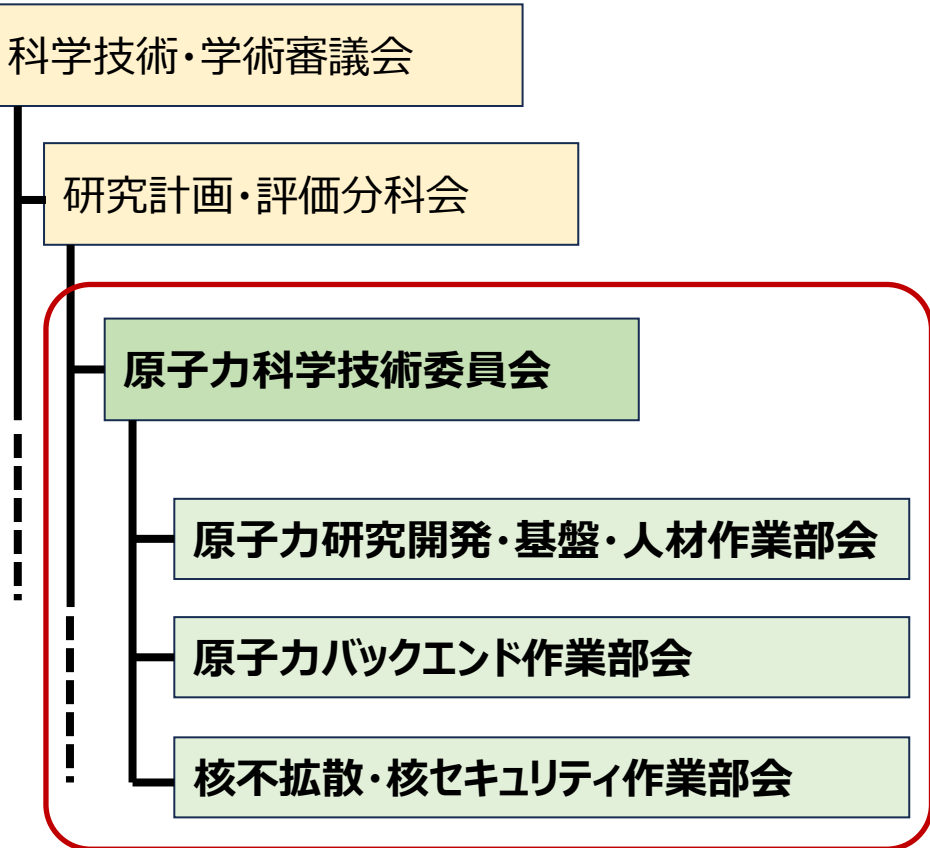 科学技術・学術審議会
研究計画・評価分科会
原子力科学技術委員会
原子力研究開発・基盤・人材作業部会
原子力バックエンド作業部会
核不拡散・核セキュリティ作業部会